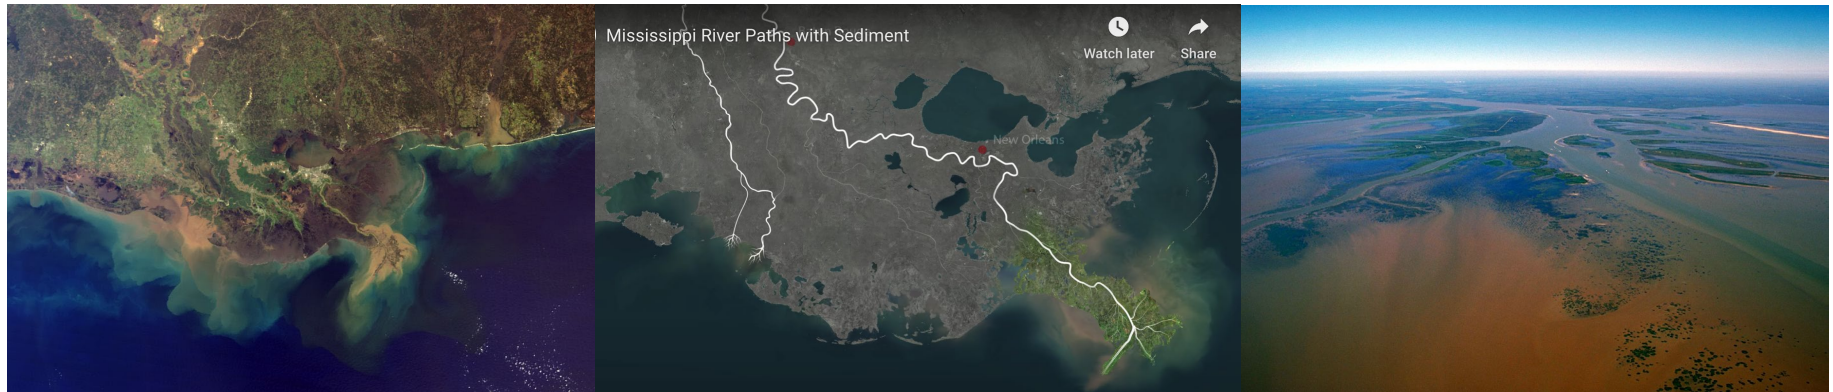 Mississippi River Paths with Sediment
Watch later
Share
New Orleans